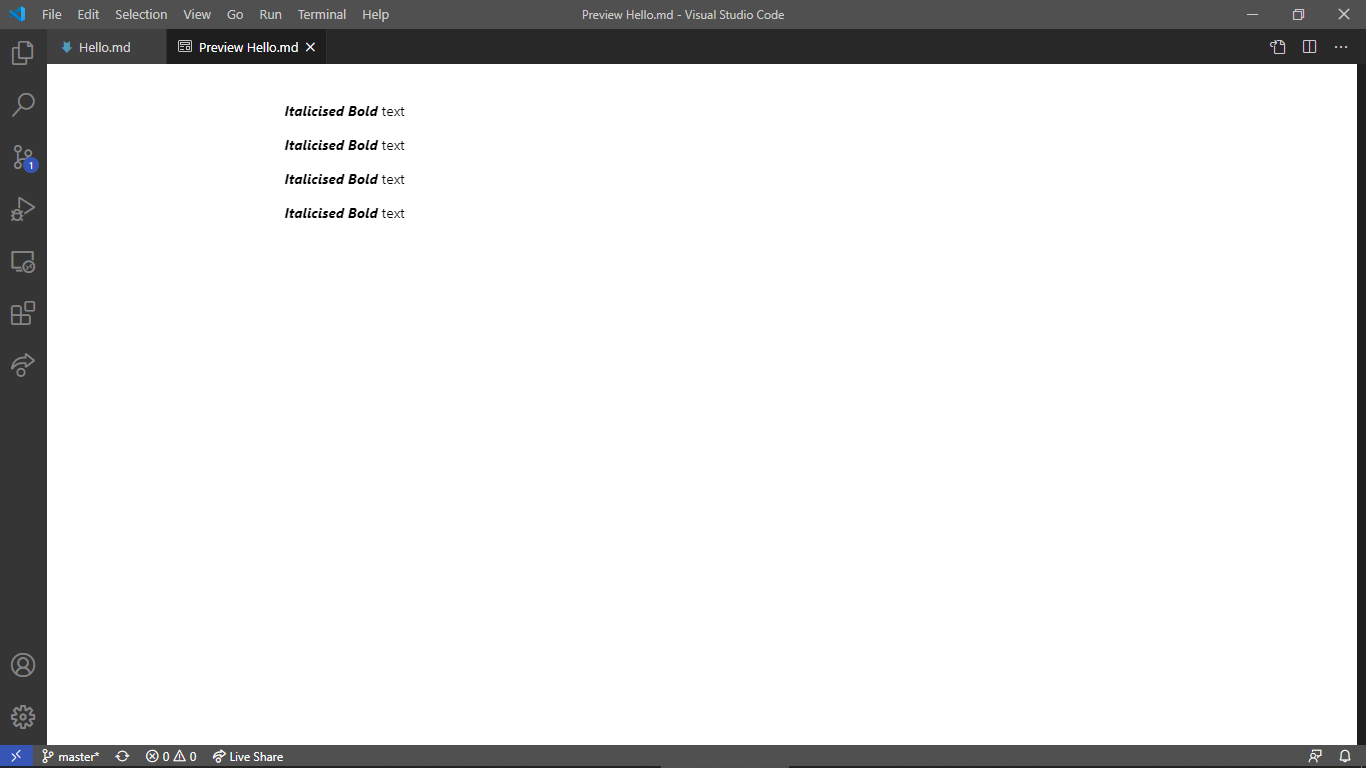 File Edit Selection View Go Run Terminal Help Preview Hello.md - Visual Studio Code
Hello.md Preview Hello.md
Italicised Bold text
Italicised Bold text
1
Italicised Bold text
Italicised Bold text
master* 0 0 Live Share